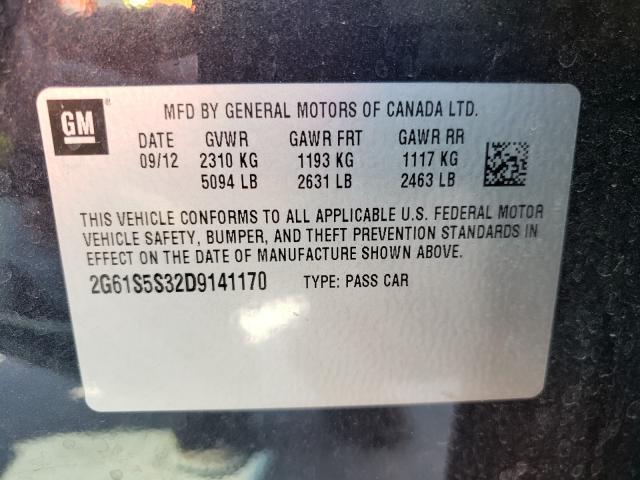 GM ®
MFD BY GENERAL MOTORS OF CANADA LTD.
DATE GVWR GAWR FRT GAWR RR
09/12 2310 KG 1193 KG 1117 KG
5094 LB 2631 LB 2463 LB
THIS VEHICLE CONFORMS TO ALL APPLICABLE U.S. FEDERAL MOTOR
VEHICLE SAFETY, BUMPER, AND THEFT PREVENTION STANDARDS IN
EFFECT ON THE DATE OF MANUFACTURE SHOWN ABOVE.
2G61S5S32D9141170 TYPE: PASS CAR